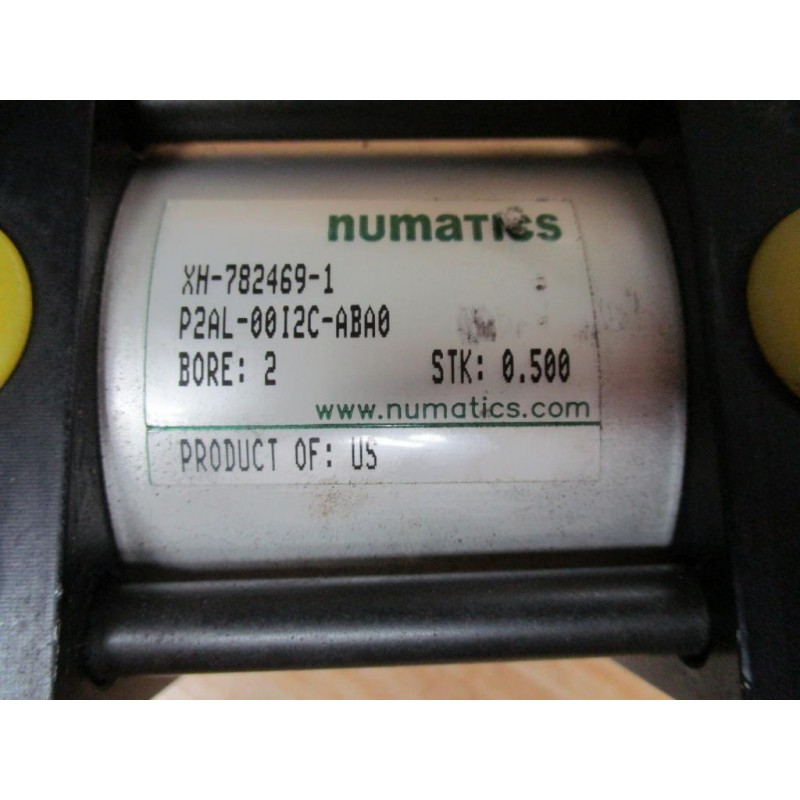 numatics
XH-782469-1
P2AL-00I2C-ABA0
BORE: 2 STK: 0.500
www.numatics.com
PRODUCT OF: US